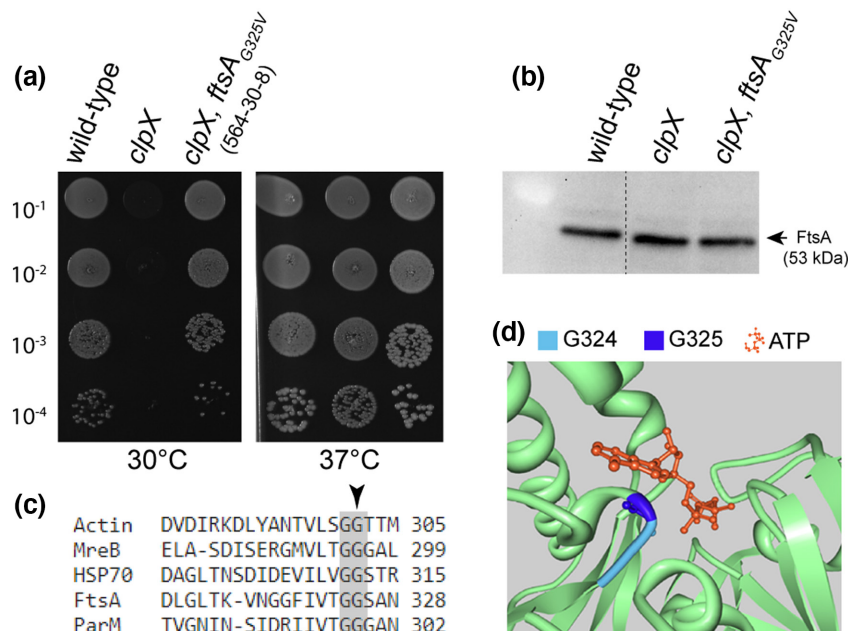 (a)
wild-type
clpX
clpX, ftsA G325V
(564-30-8)
10-1
10-2
10-3
10-4
30°C
37°C
(b)
wild-type
clpX
clpX, ftsA G325V
FtsA
(53 kDa)
(c)
Actin DVDIRKDLYANTVLSGGTTM 305
MreB ELA-SDISERGMVLTGGGAL 299
HSP70 DAGLTNSDIDEVILVGGSTR 315
FtsA DLGLTK-VNGGFIVTGGSAN 328
ParM TVGNIN-SIDRIIVTGGGAN 302
(d)
G324 G325 ATP